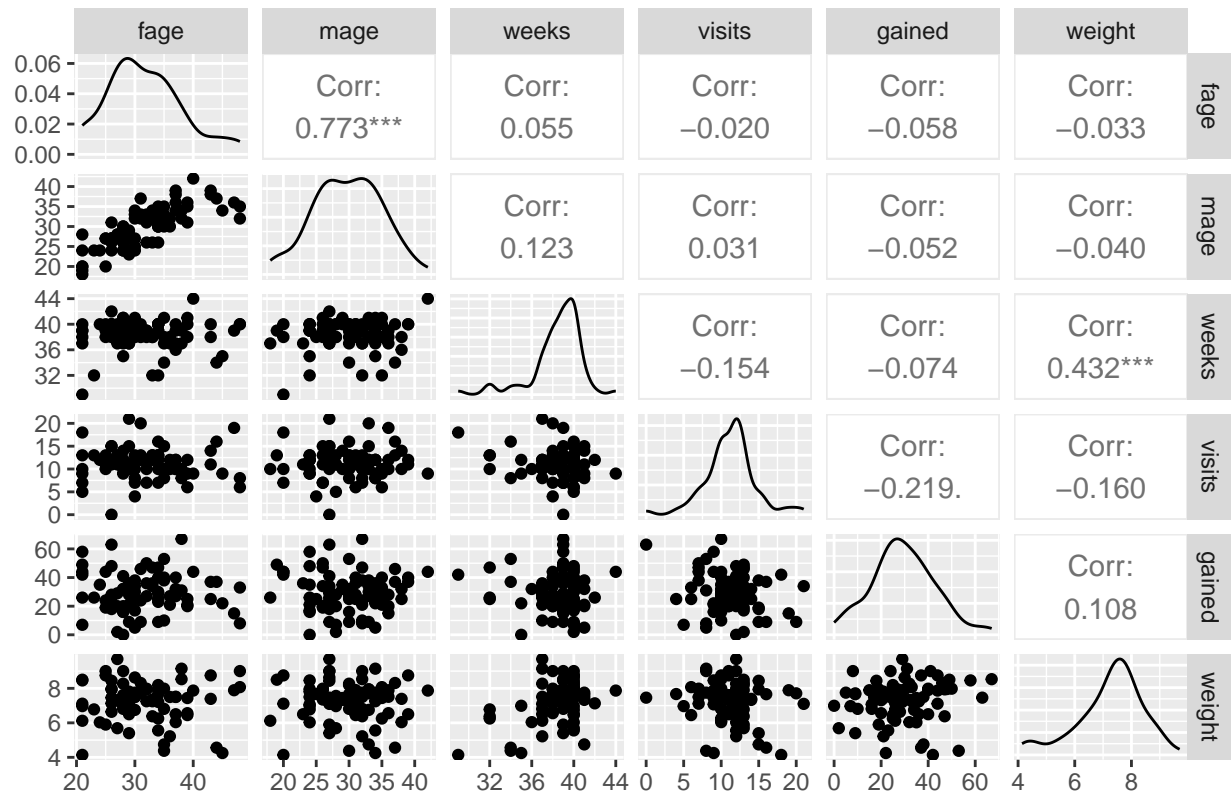 fage mage weeks visits gained weight
0.06
0.04
0.02
0.00
Corr:
0.773***
Corr:
0.055
Corr:
−0.020
Corr:
−0.058
Corr:
−0.033
fage
40
35
30
25
20
Corr:
0.123
Corr:
0.031
Corr:
−0.052
Corr:
−0.040
mage
44
40
36
32
Corr:
−0.154
Corr:
−0.074
Corr:
0.432***
weeks
20
15
10
5
0
Corr:
−0.219.
Corr:
−0.160
visits
60
40
20
0
Corr:
0.108
gained
8
6
4
weight
20 30 40 20 25 30 35 40 32 36 40 44 0 5 10 15 20 0 20 40 60 4 6 8